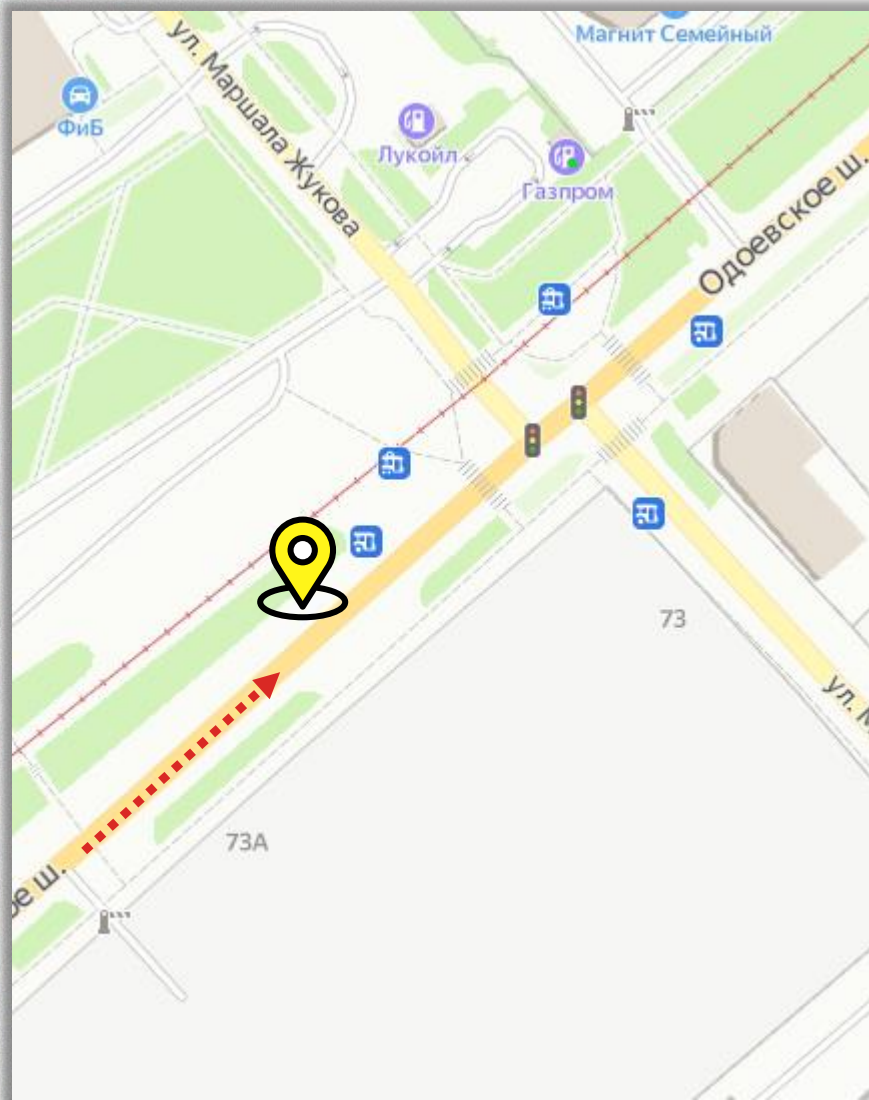 Магнит Семейный
ул. Маршала Жукова
ФиБ
Лукойл
Газпром
Одоевское ш.
73
ул. М
73А
ое ш.